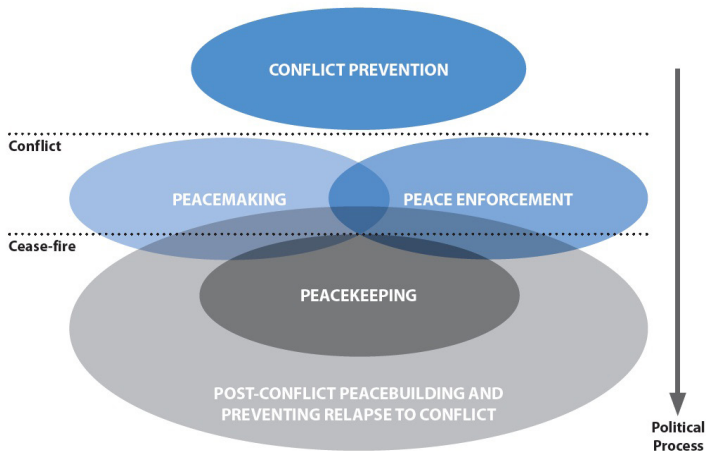 CONFLICT PREVENTION
Conflict
PEACEMAKING
PEACE ENFORCEMENT
Cease-fire
PEACEKEEPING
POST-CONFLICT PEACEBUILDING AND
PREVENTING RELAPSE TO CONFLICT
Political
Process